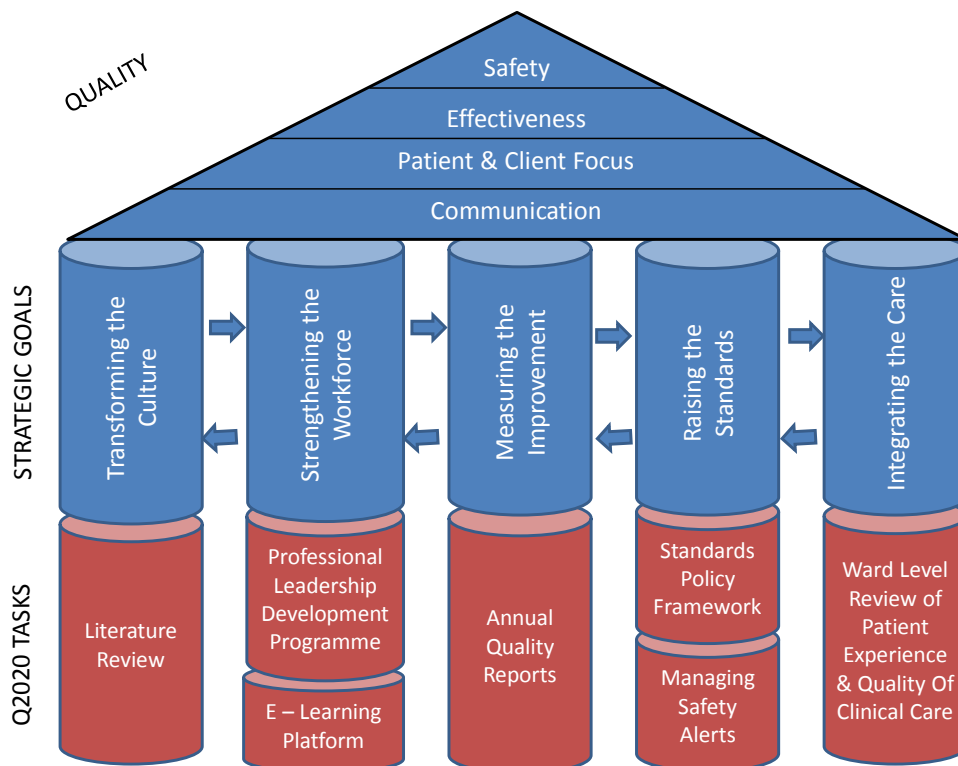 QUALITY
Safety
Effectiveness
Patient & Client Focus
Communication
STRATEGIC GOALS
Transforming the
Culture
Strengthening the
Workforce
Measuring the
Improvement
Raising the
Standards
Integrating the Care
Q2020 TASKS
Literature
Review
Professional
Leadership
Development
Programme
E – Learning
Platform
Annual
Quality
Reports
Standards
Policy
Framework
Managing
Safety
Alerts
Ward Level
Review of
Patient
Experience
& Quality Of
Clinical Care